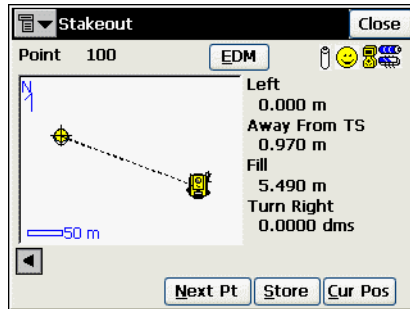 Stakeout
Close
Point 100
EDM
N
50 m
Left
0.000 m
Away From TS
0.970 m
Fill
5.490 m
Turn Right
0.0000 dms
Next Pt
Store
Cur Pos